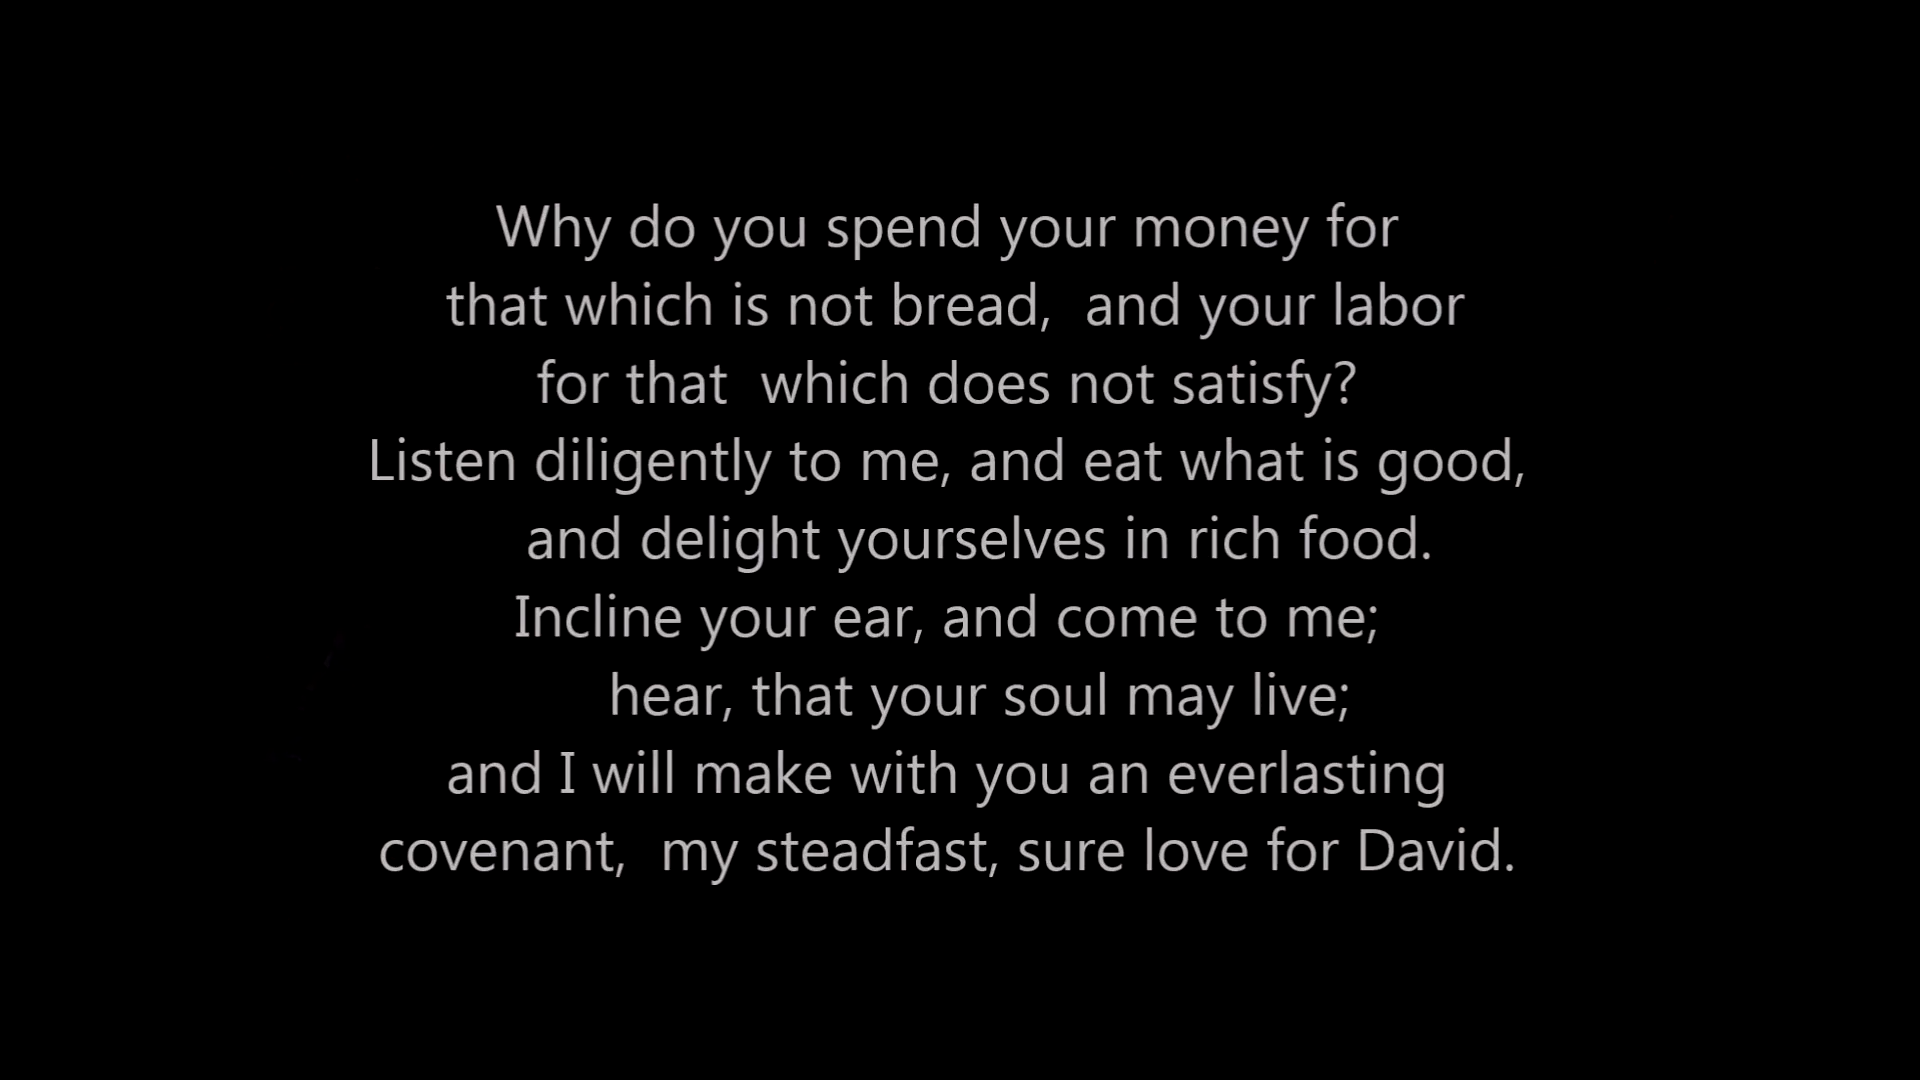 Why do you spend your money for
that which is not bread,  and your labor
for that  which does not satisfy?
Listen diligently to me, and eat what is good,
and delight yourselves in rich food.
Incline your ear, and come to me;
hear, that your soul may live;
and I will make with you an everlasting
covenant,  my steadfast, sure love for David.